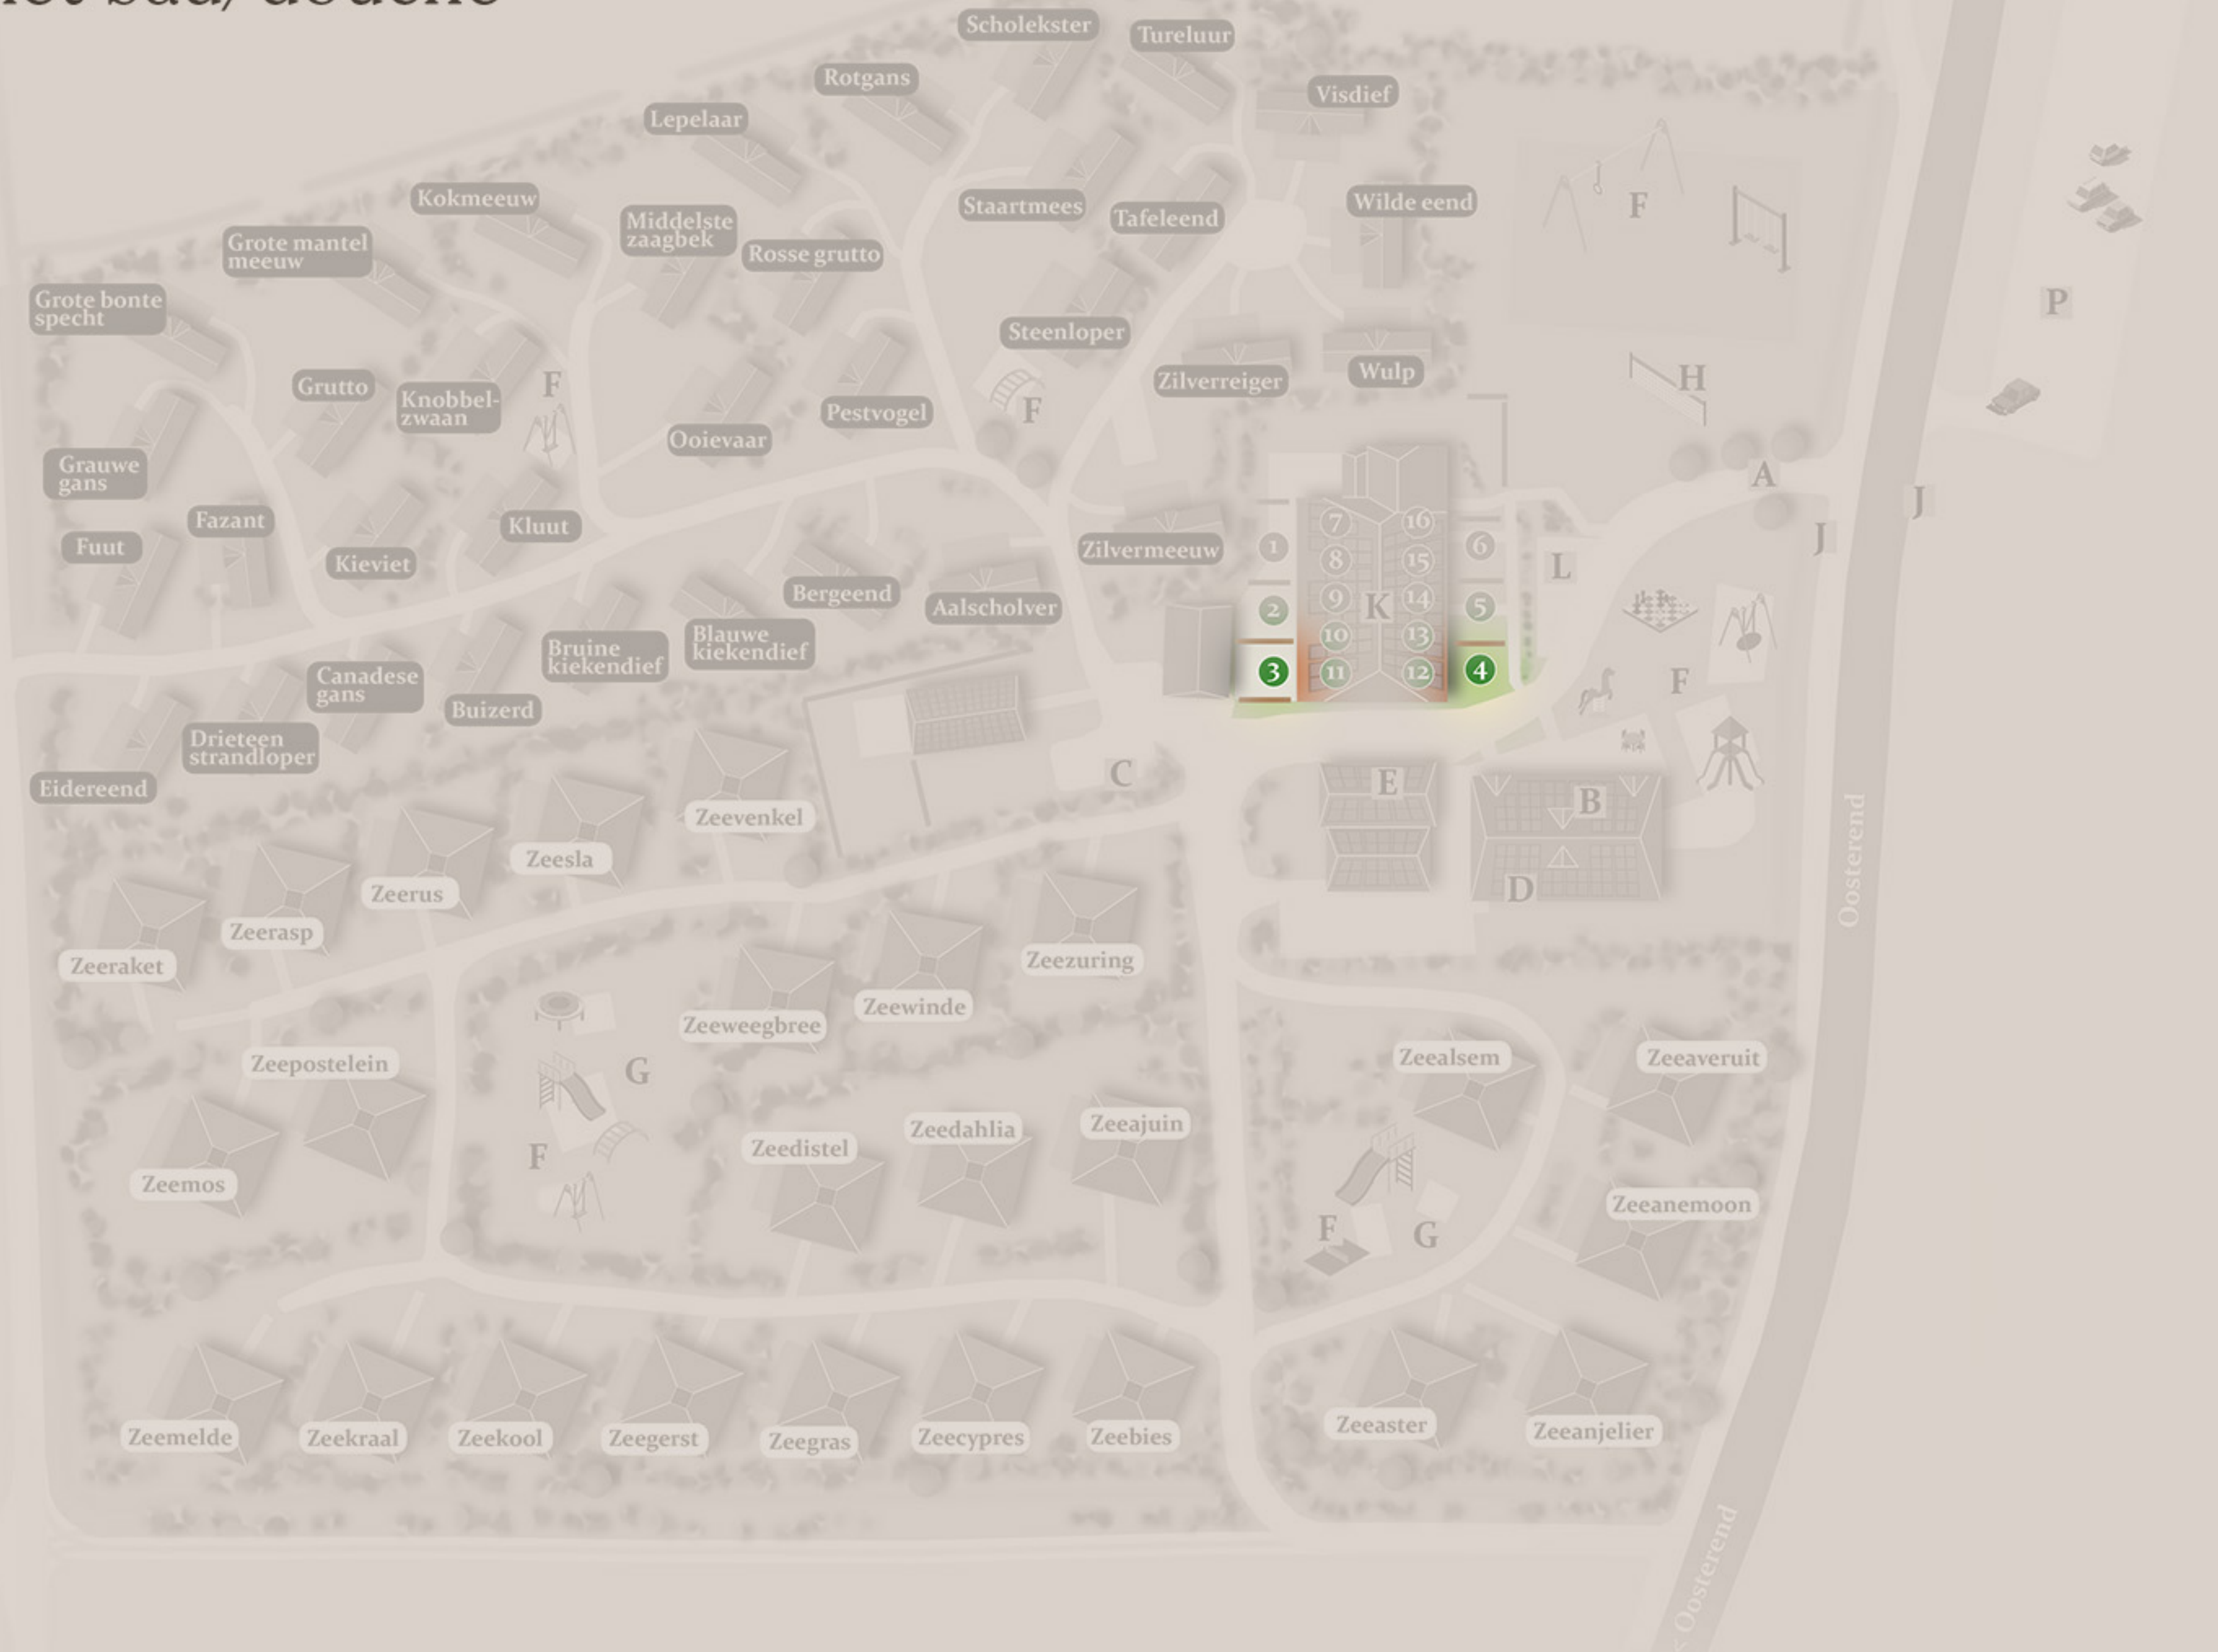 Scholekster
Tureluur
Rotgans
Visdief
Lepelaar
Kokmeeuw
Middelste
zaagbek
Staartmees
Tafeleend
Wilde eend
F
Grote mantel
meeuw
Rosse grutto
Grote bonte
specht
P
Steenloper
Zilverreiger
Wulp
H
Grutto
Knobbel-
zwaan
F
Pestvogel
F
Ooievaar
Grauwe
gans
A
J
Fazant
Kluut
7
16
Fuut
Kieviet
Zilvermeeuw
1
6
J
8
15
L
Bergeend
Aalscholver
2
9
K
14
5
Blauwe
kiekendief
Bruine
kiekendief
10
13
3
11
12
4
F
Canadese
gans
Buizerd
Drieteen
strandloper
Eidereend
C
E
B
Zeevenkel
Zeesla
Zeerus
D
Oosterend
Zeerasp
Zeeraket
Zeezuring
Zeewinde
Zeeweegbree
Zeepostelein
G
Zeealsem
Zeeaveruit
Zeedahlia
Zeeajuin
Zeedistel
F
Zeemos
Zeeanemoon
F
G
Zeemelde
Zeekraal
Zeekool
Zeegerst
Zeegras
Zeecypres
Zeebies
Zeeaster
Zeeanjelier
Oosterend